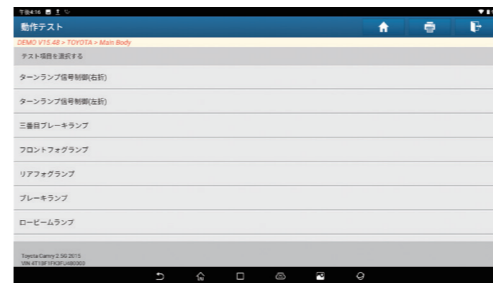 午後4:16
動作テスト
DEMO V15.48 > TOYOTA > Main Body
テスト項目を選択する
ターンランプ信号制御(右折)
ターンランプ信号制御(左折)
三番目ブレーキランプ
フロントフォグランプ
リアフォグランプ
ブレーキランプ
ロービームランプ
Toyota Camry 2.5G 2015